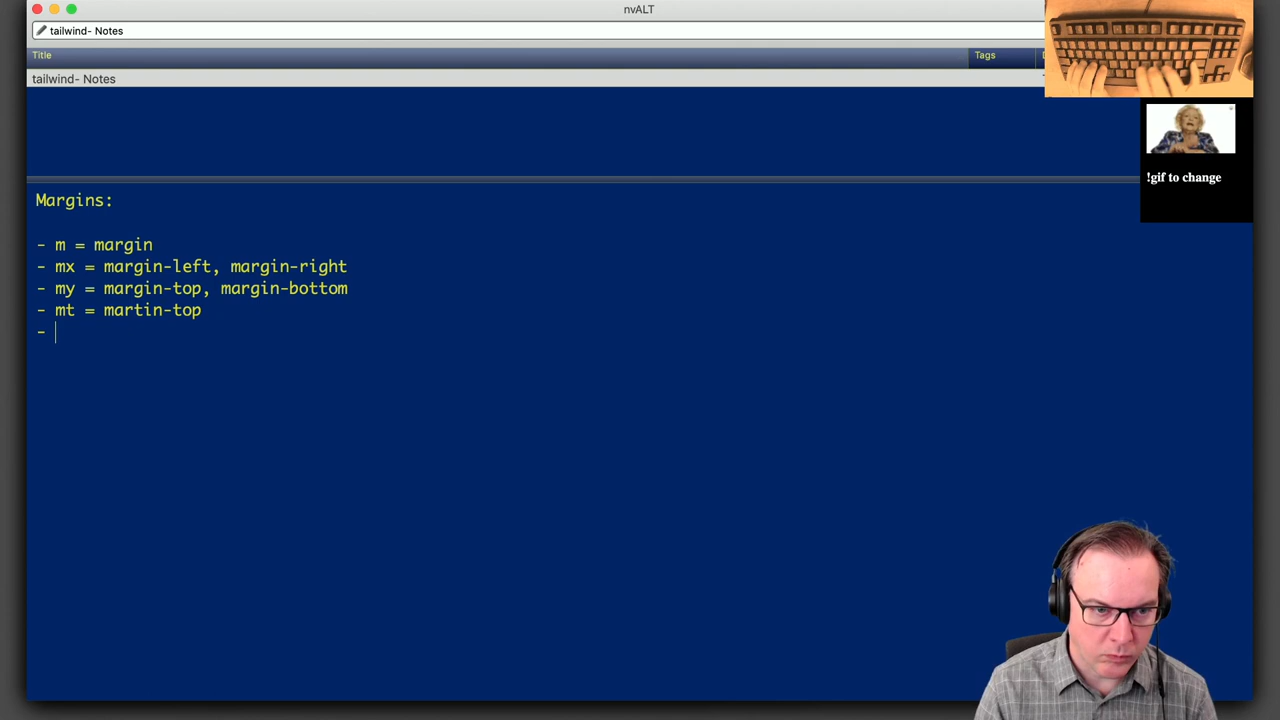 nvALT
tailwind- Notes
Title
Tags
tailwind- Notes
!gif to change
Margins:
- m = margin
- mx = margin-left, margin-right
- my = margin-top, margin-bottom
- mt = martin-top
-